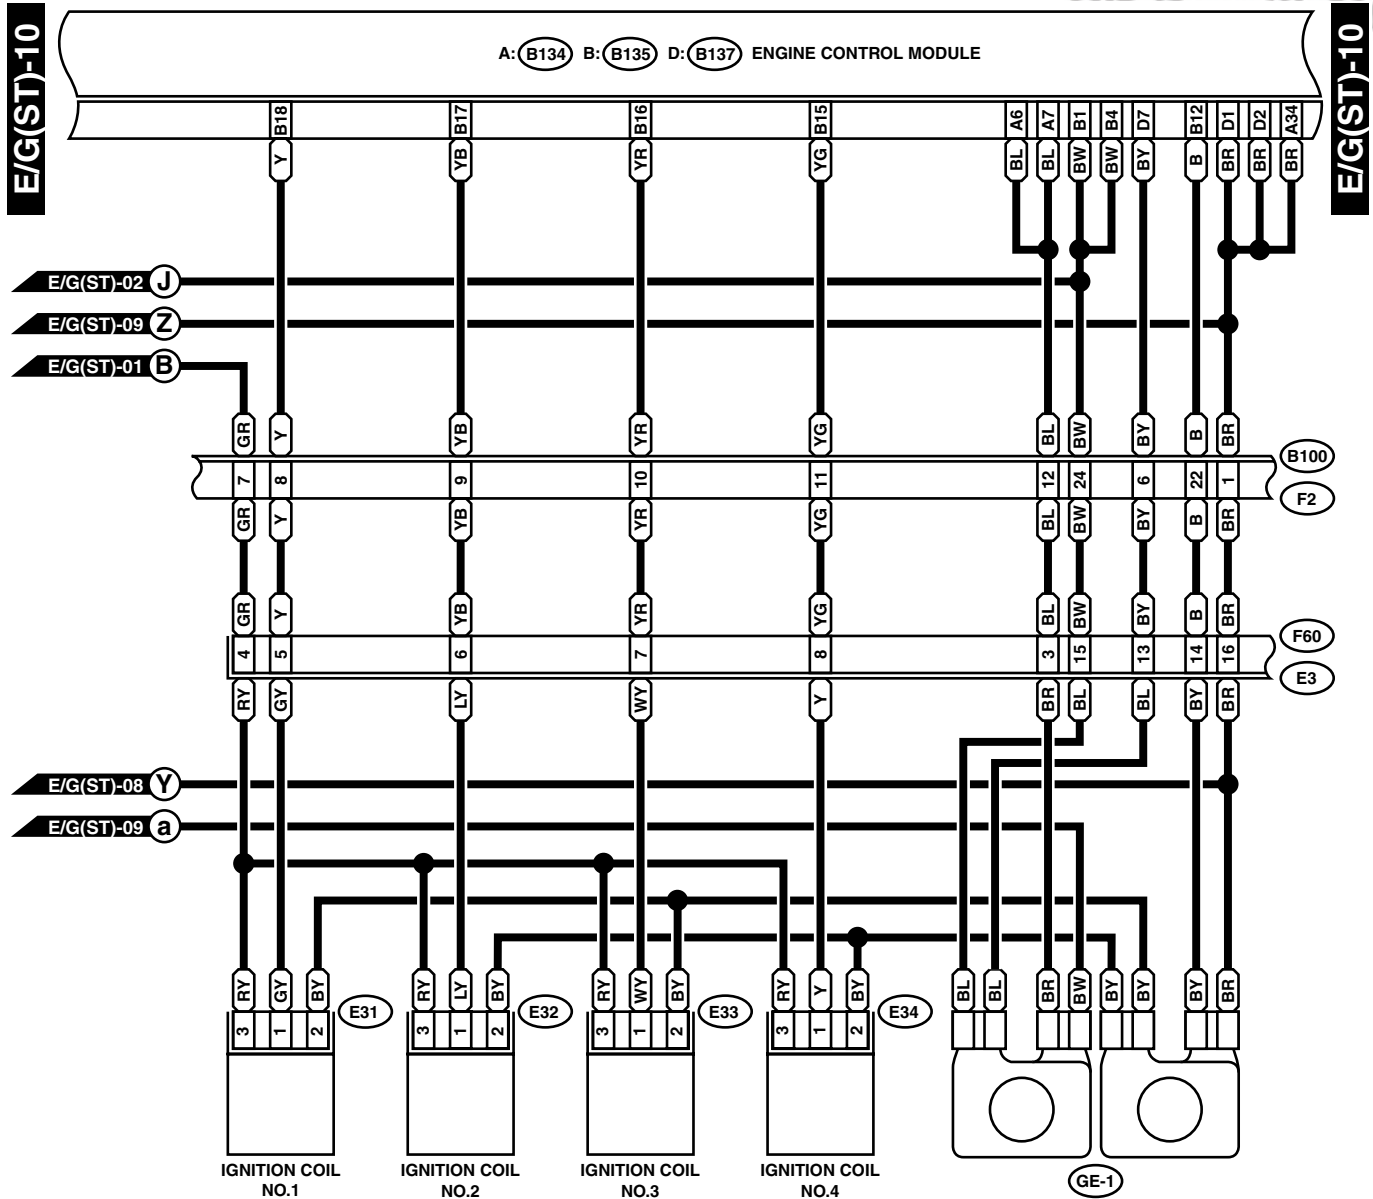 E/G(ST)-10
E/G(ST)-10
A: B134 B: B135 D: B137 ENGINE CONTROL MODULE
B18 B17 B16 B15 A6 A7 B1 B4 D7 B12 D1 D2 A34
Y YB YR YG BL BL BW BW BY B BR BR BR
E/G(ST)-02 J
E/G(ST)-09 Z
E/G(ST)-01 B
GR Y YB YR YG BL BW BY B BR
B100
7 8 9 10 11 12 24 6 22 1
F2
GR Y YB YR YG BL BW BY B BR
GR Y YB YR YG BL BW BY B BR
F60
4 5 6 7 8 3 15 13 14 16
E3
RY GY LY WY Y BR BL BL BY BR
E/G(ST)-08 Y
E/G(ST)-09 a
RY GY BY RY LY BY RY WY BY RY Y BY BL BL BR BW BY BY BY BR
E31 E32 E33 E34
3 1 2 3 1 2 3 1 2 3 1 2
IGNITION COIL IGNITION COIL IGNITION COIL IGNITION COIL
NO.1 NO.2 NO.3 NO.4
GE-1